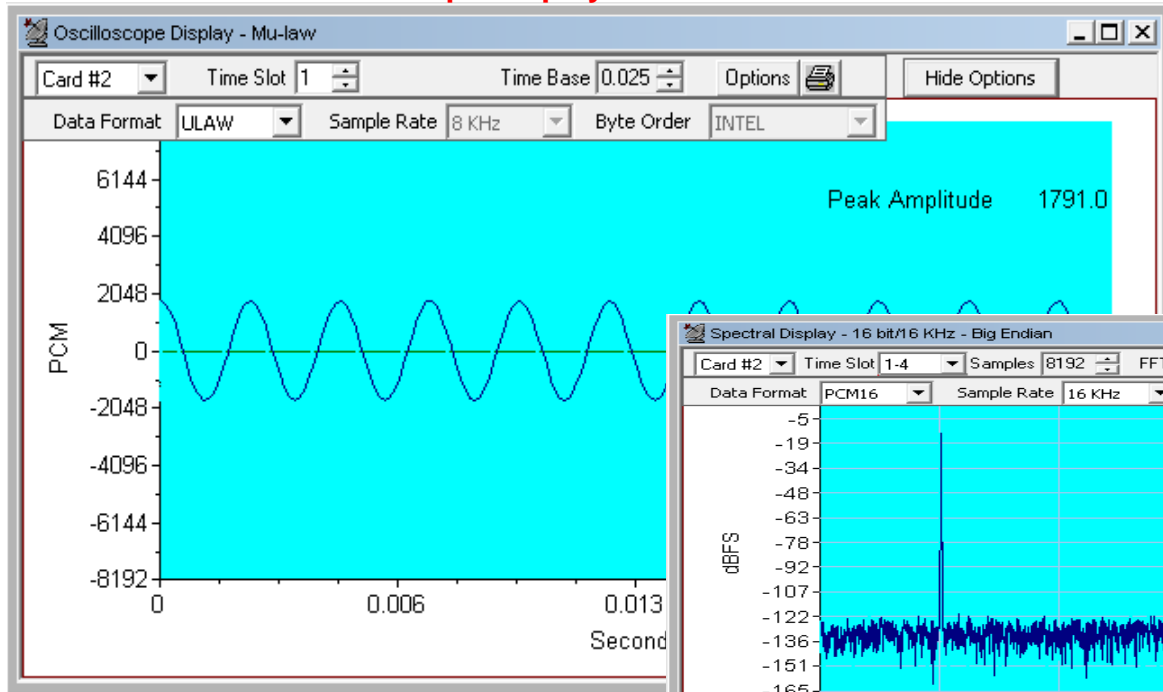 Oscilloscope Display - Mu-law
Card #2 Time Slot 1 Time Base 0.025 Options Hide Options
Data Format ULAW Sample Rate 8 KHz Byte Order INTEL
Peak Amplitude 1791.0
6144
4096
2048
0
-2048
-4096
-6144
-8192
PCM
0 0.006 0.013
Second
Spectral Display - 16 bit/16 KHz - Big Endian
Card #2 Time Slot 1-4 Samples 8192 FFT
Data Format PCM16 Sample Rate 16 KHz
-5
-19
-34
-48
-63
-78
-92
-107
-122
-136
-151
-165
dBFS